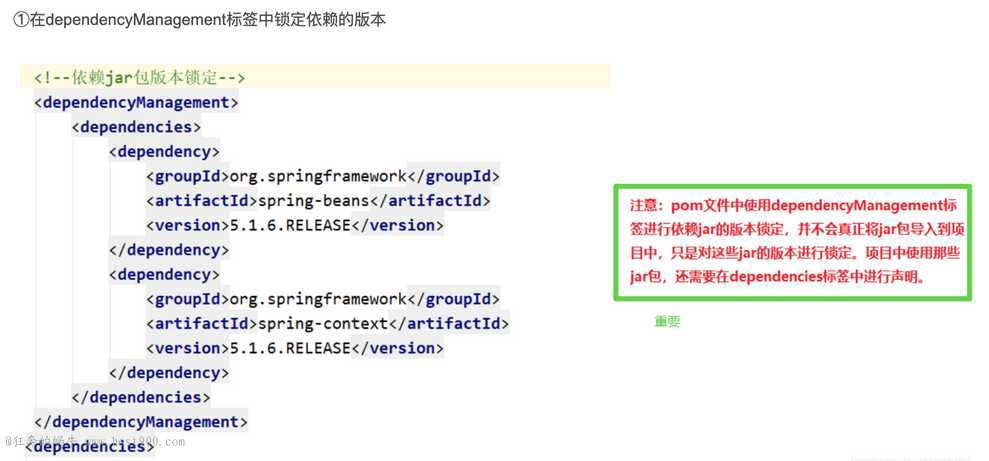 ①在dependencyManagement标签中锁定依赖的版本
<!--依赖jar包版本锁定-->
<dependencyManagement>
<dependencies>
<dependency>
<groupId>org.springframework</groupId>
<artifactId>spring-beans</artifactId>
<version>5.1.6.RELEASE</version>
</dependency>
<dependency>
<groupId>org.springframework</groupId>
<artifactId>spring-context</artifactId>
<version>5.1.6.RELEASE</version>
</dependency>
</dependencies>
</dependencyManagement>
<dependencies>
注意：pom文件中使用dependencyManagement标
签进行依赖jar的版本锁定，并不会真正将jar包导入到项
目中，只是对这些jar的版本进行锁定。项目中使用那些
jar包，还需要在dependencies标签中进行声明。
重要
@狂奔的蜗牛 www.host900.com